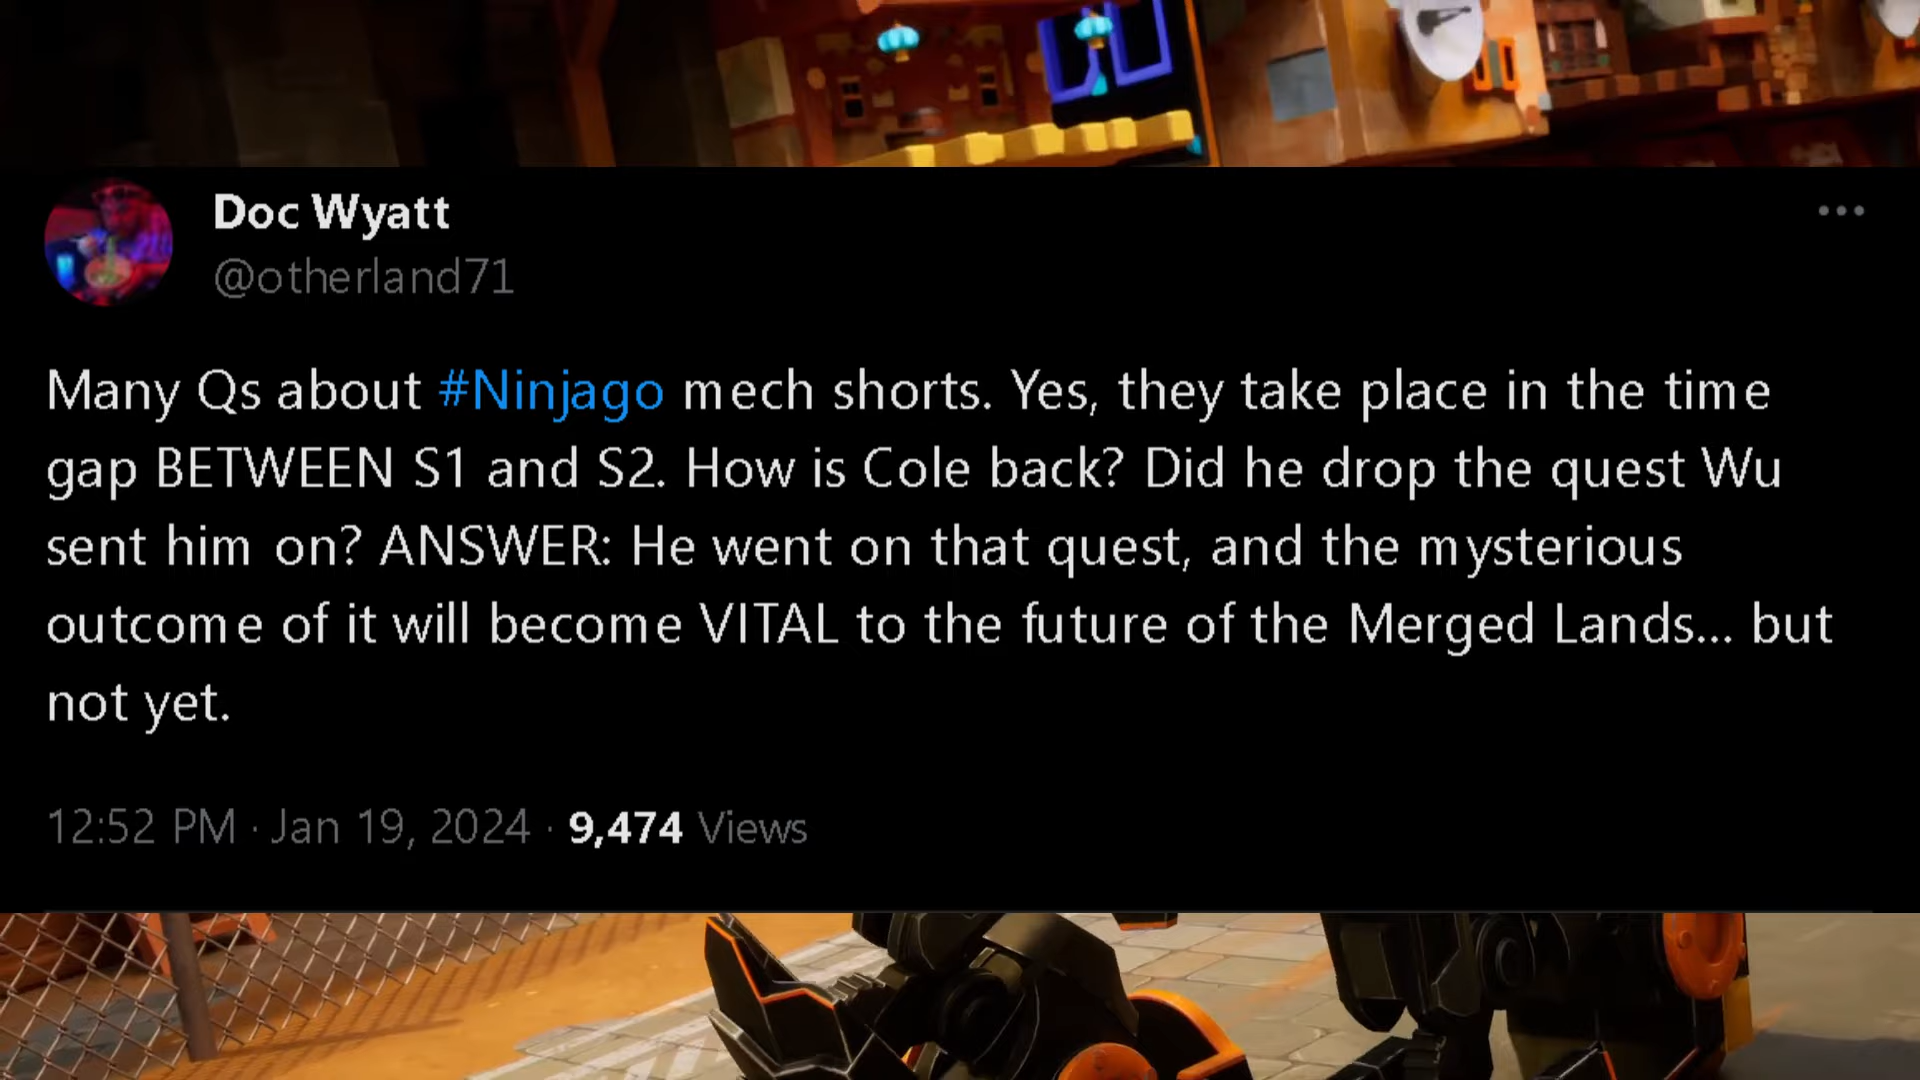 Doc Wyatt
@otherland71
Many Qs about #Ninjago mech shorts. Yes, they take place in the time
gap BETWEEN S1 and S2. How is Cole back? Did he drop the quest Wu
sent him on? ANSWER: He went on that quest, and the mysterious
outcome of it will become VITAL to the future of the Merged Lands... but
not yet.
12:52 PM · Jan 19, 2024 · 9,474 Views